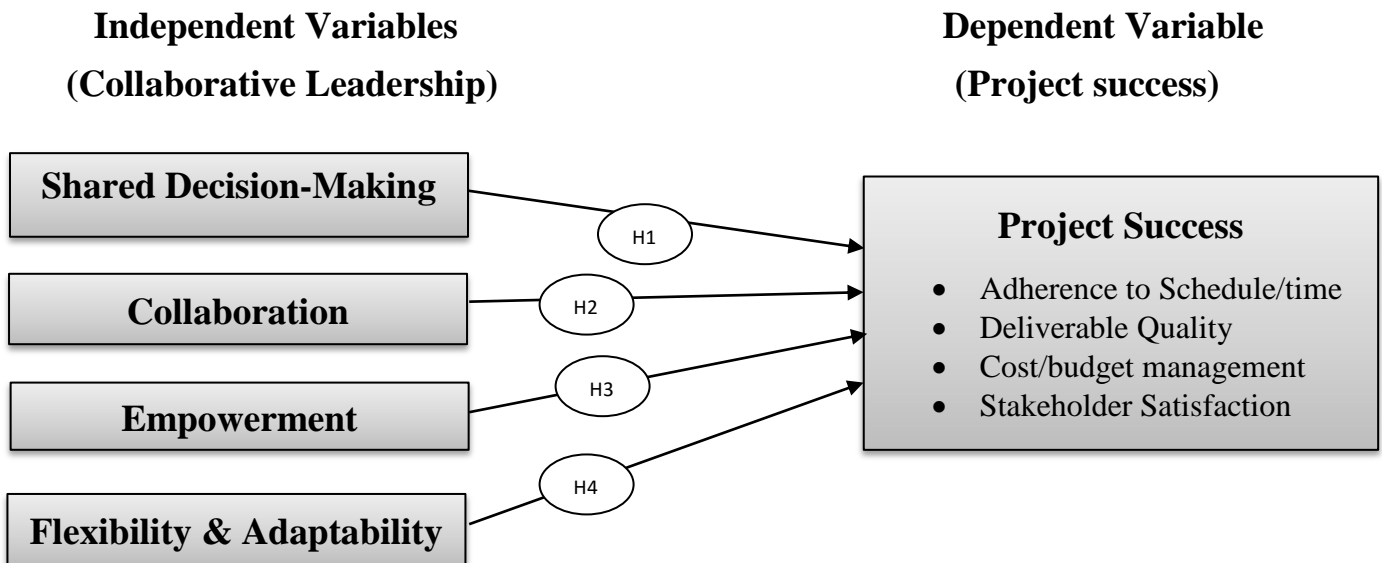 Independent Variables
(Collaborative Leadership)
Dependent Variable
(Project success)
Shared Decision-Making
Collaboration
Empowerment
Flexibility & Adaptability
H1
H2
H3
H4
Project Success
• Adherence to Schedule/time
• Deliverable Quality
• Cost/budget management
• Stakeholder Satisfaction